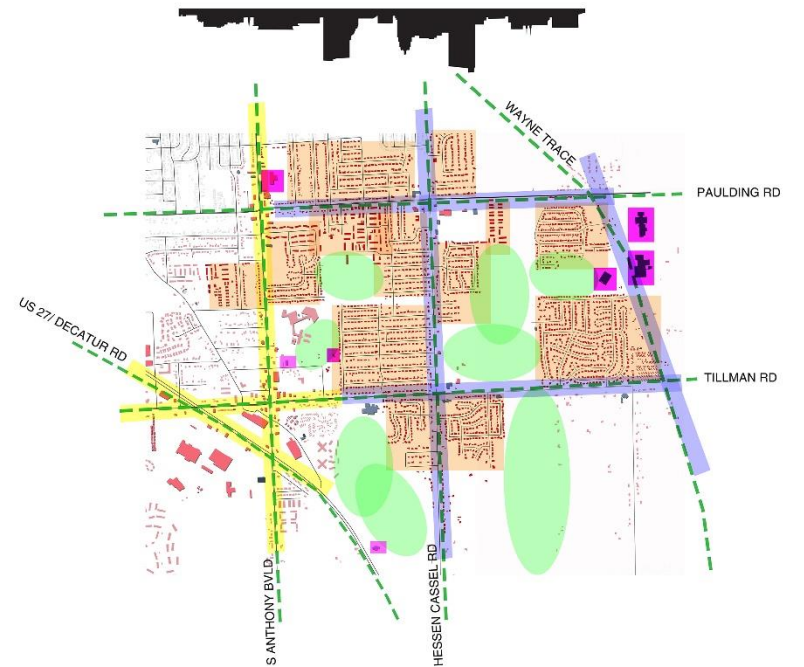 WAYNE TRACE
PAULDING RD
US 27/ DECATUR RD
TILLMAN RD
S ANTHONY BVLD
HESSEN CASSEL RD